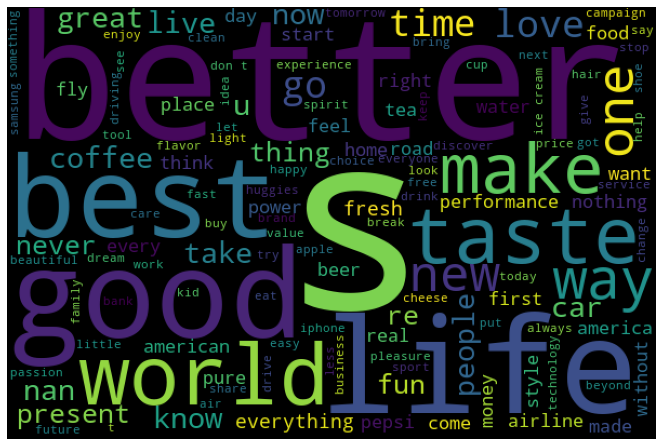 better
s
best
good
life
world
taste
make
one
new
way
time
love
great
live
now
go
u
day
start
tomorrow
campaign
enjoy
clean
bring
food
say
stop
samsung something
driving
see
fly
don t
idea
experience
cup
next
hair
shoe
place
spirit
right
tea
keep
water
ice cream
give
help
tool
let
light
feel
flavor
coffee
thing
home
road
discover
price
got
think
happy
choice
everyone
look
want
service
fast
huggies
power
fresh
free
drink
performance
nothing
care
buy
brand
break
never
every
take
value
beer
change
beautiful
dream
work
try
apple
today
bank
kid
eat
cheese
first
car
family
re
people
put
always
america
little
easy
iphone
real
american
less
business
pleasure
style
technology
beyond
without
passion
nan
pure
share
drive
sport
fun
money
present
know
air
everything
pepsi
come
airline
made
future
t